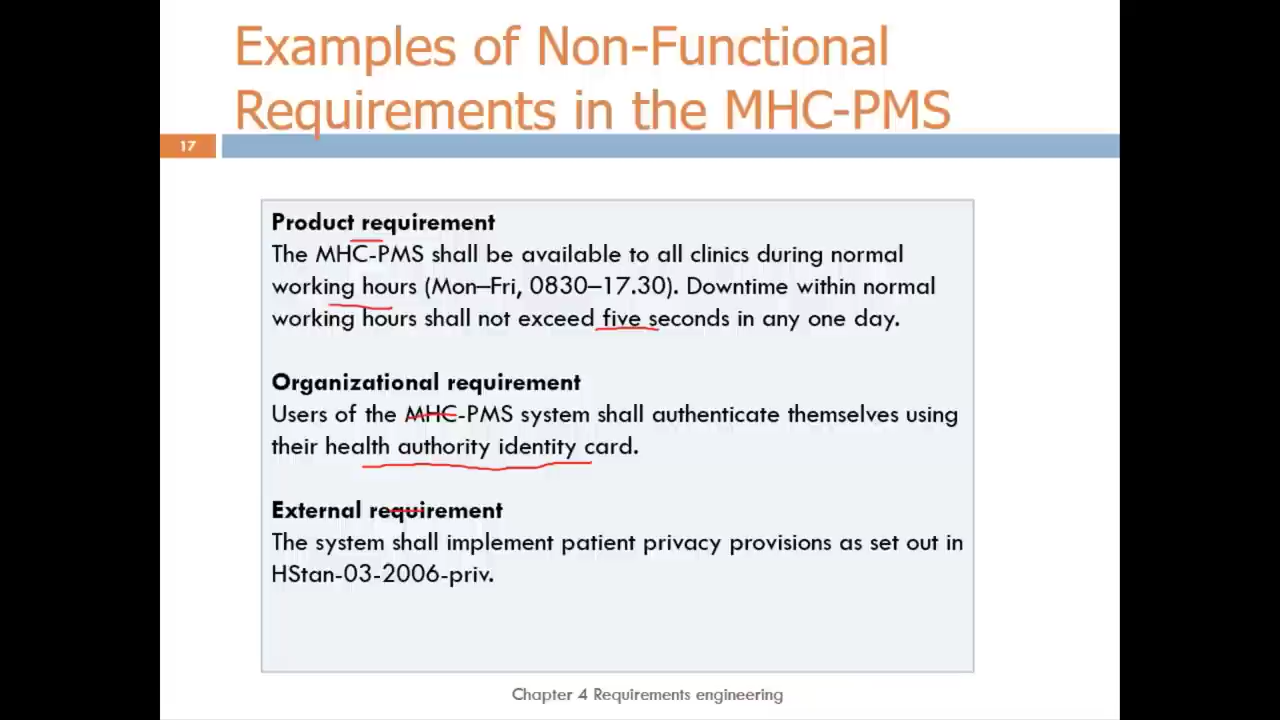 Examples of Non-Functional
Requirements in the MHC-PMS
17
Product requirement
The MHC-PMS shall be available to all clinics during normal
working hours (Mon–Fri, 0830–17.30). Downtime within normal
working hours shall not exceed five seconds in any one day.
Organizational requirement
Users of the MHC-PMS system shall authenticate themselves using
their health authority identity card.
External requirement
The system shall implement patient privacy provisions as set out in
HStan-03-2006-priv.
Chapter 4 Requirements engineering